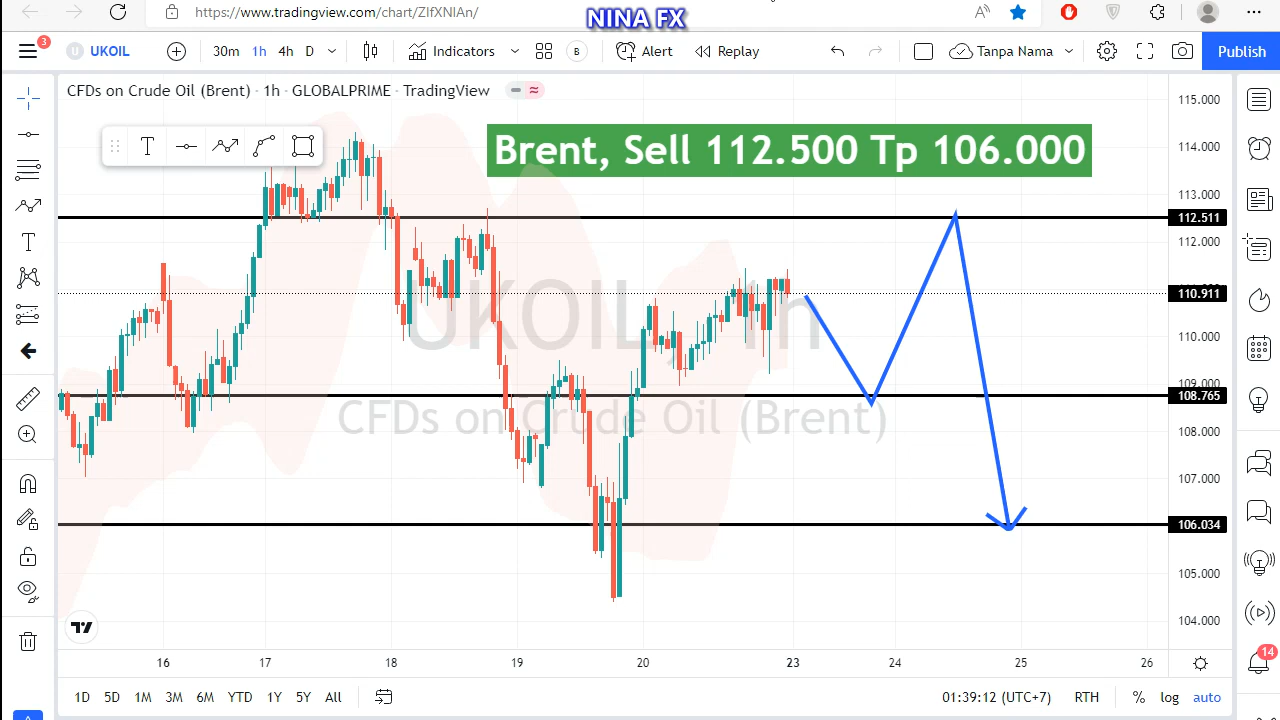 https://www.tradingview.com/chart/ZIfXNIAn/
NINA FX
3
U UKOIL 30m 1h 4h D Indicators B Alert Replay Tanpa Nama Publish
CFDs on Crude Oil (Brent) · 1h · GLOBALPRIME · TradingView
Brent, Sell 112.500 Tp 106.000
115.000
114.000
113.000
112.511
112.000
110.911
110.000
109.000
108.765
108.000
107.000
106.034
105.000
104.000
UKOIL, 1h
CFDs on Crude Oil (Brent)
16 17 18 19 20 23 24 25 26
14
1D 5D 1M 3M 6M YTD 1Y 5Y All 01:39:12 (UTC+7) RTH % log auto